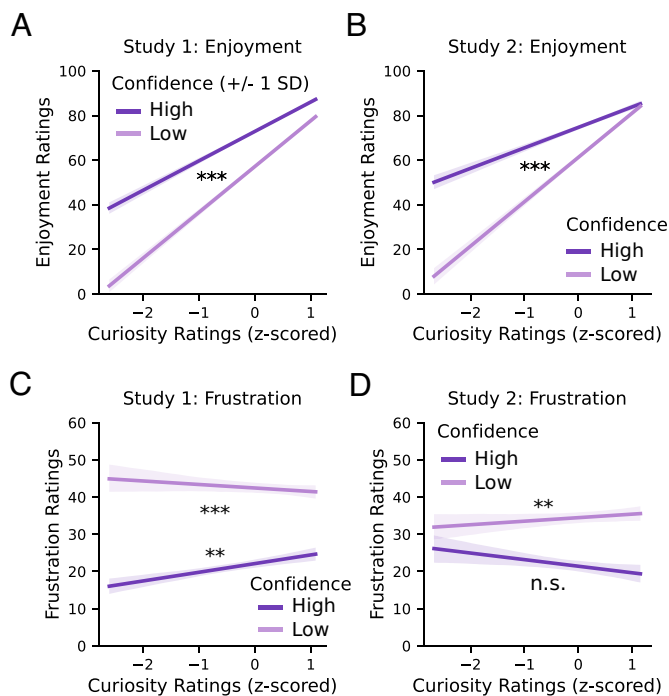 A
Study 1: Enjoyment
Enjoyment Ratings
100
80
60
40
20
0
Confidence (+/- 1 SD)
High
Low
***
−2
−1
0
1
Curiosity Ratings (z-scored)
B
Study 2: Enjoyment
Enjoyment Ratings
100
80
60
40
20
0
***
Confidence
High
Low
−2
−1
0
1
Curiosity Ratings (z-scored)
C
Study 1: Frustration
Frustration Ratings
60
50
40
30
20
10
0
***
**
Confidence
High
Low
−2
−1
0
1
Curiosity Ratings (z-scored)
D
Study 2: Frustration
Frustration Ratings
60
50
40
30
20
10
0
Confidence
High
Low
**
n.s.
−2
−1
0
1
Curiosity Ratings (z-scored)